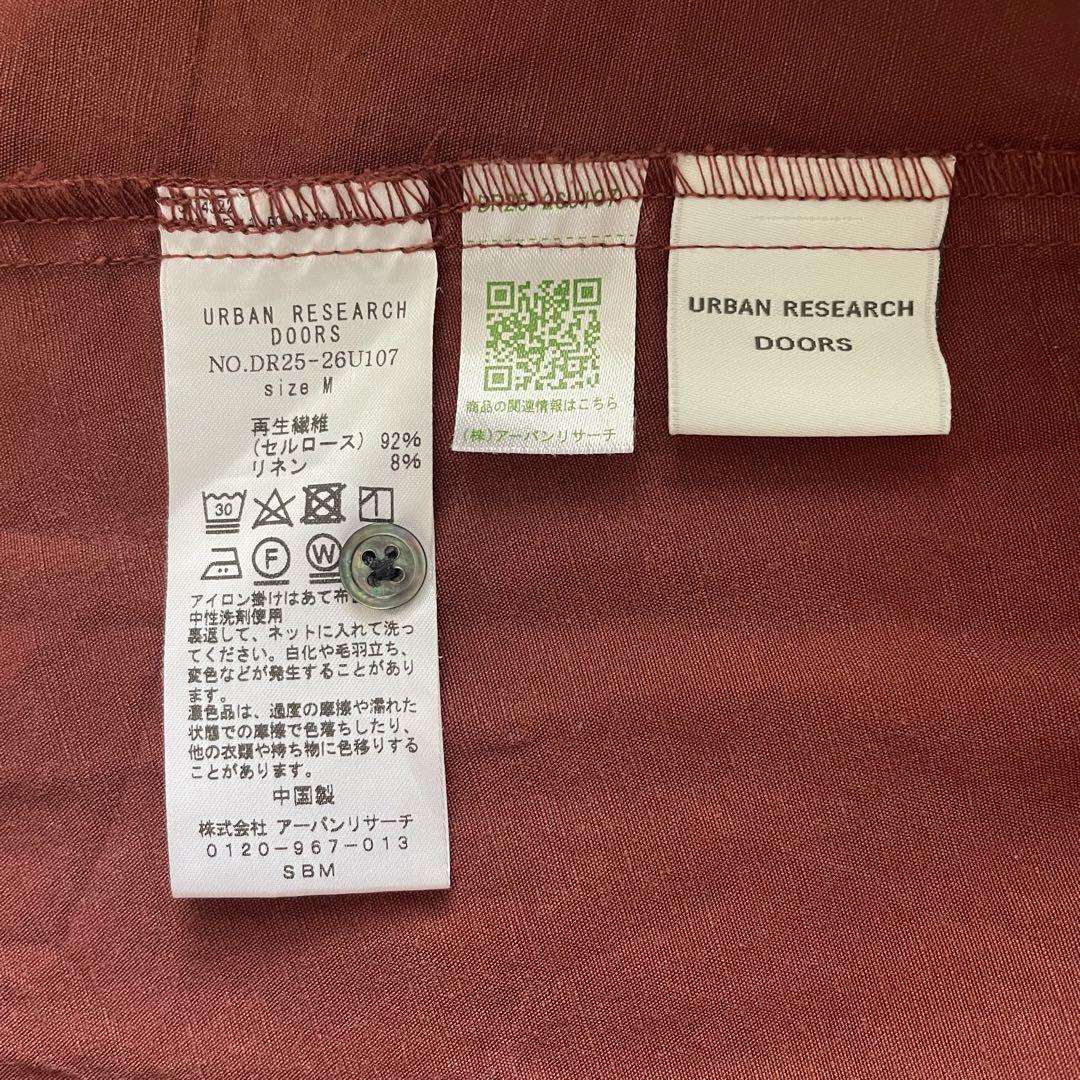 URBAN RESEARCH
DOORS
NO.DR25-26U107
size M
再生繊維
(セルロース) 92%
リネン 8%
30
1
F
W
アイロン掛けはあて布
中性洗剤使用
裏返して、ネットに入れて洗っ
てください。白化や毛羽立ち、
変色などが発生することがあり
ます。
濃色品は、過度の摩擦や濡れた
状態での摩擦で色落ちしたり、
他の衣類や持ち物に色移りする
ことがあります。
中国製
株式会社 アーバンリサーチ
0120-967-013
SBM
DR25-26U107
商品の関連情報はこちら
(株)アーバンリサーチ
URBAN RESEARCH
DOORS